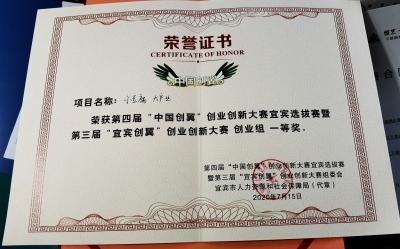 荣誉证书
CERTIFICATE OF HONOR
中国创翼
项目名称:
荣获第四届“中国创翼”创业创新大赛宜宾选拔赛暨
第三届“宜宾创翼”创业创新大赛 创业组 一等奖。
第四届“中国创翼”创业创新大赛宜宾选拔赛
暨第三届“宜宾创翼”创业创新大赛组委会
宜宾市人力资源和社会保障局(代章)
2020年7月15日